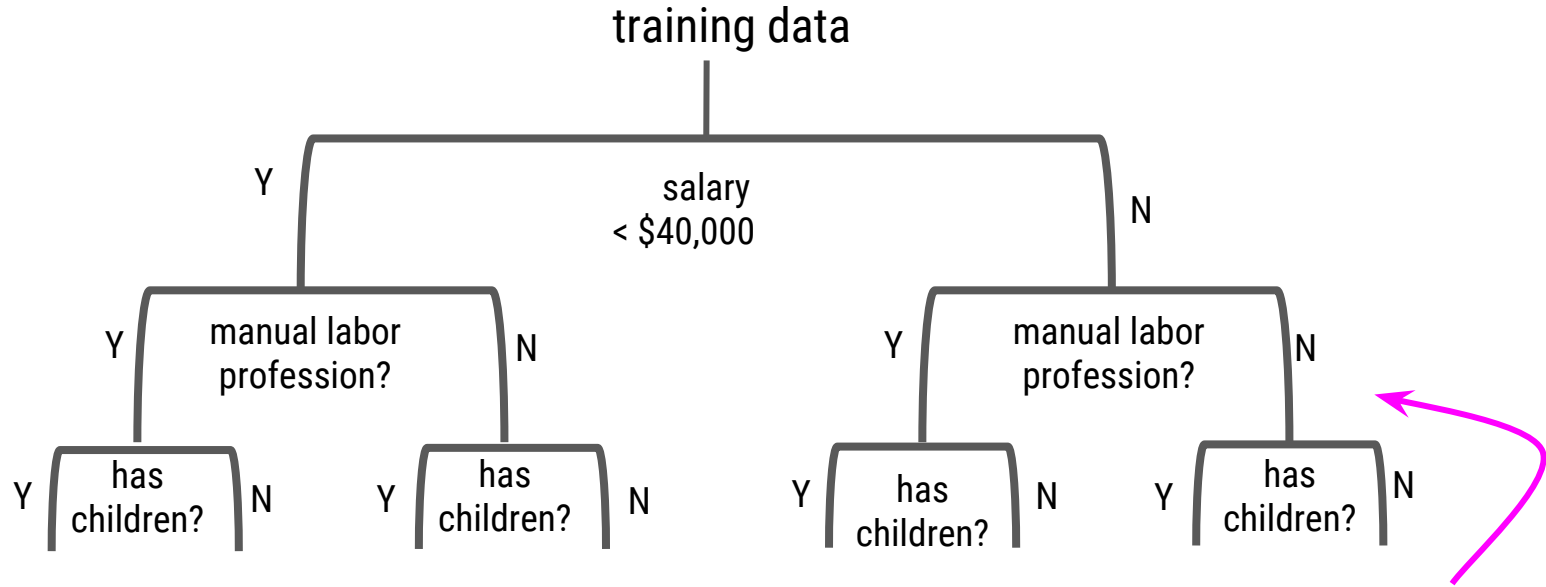 training data
Y
salary
< $40,000
N
Y
manual labor
profession?
N
Y
manual labor
profession?
N
Y
has
children?
N
Y
has
children?
N
Y
has
children?
N
Y
has
children?
N